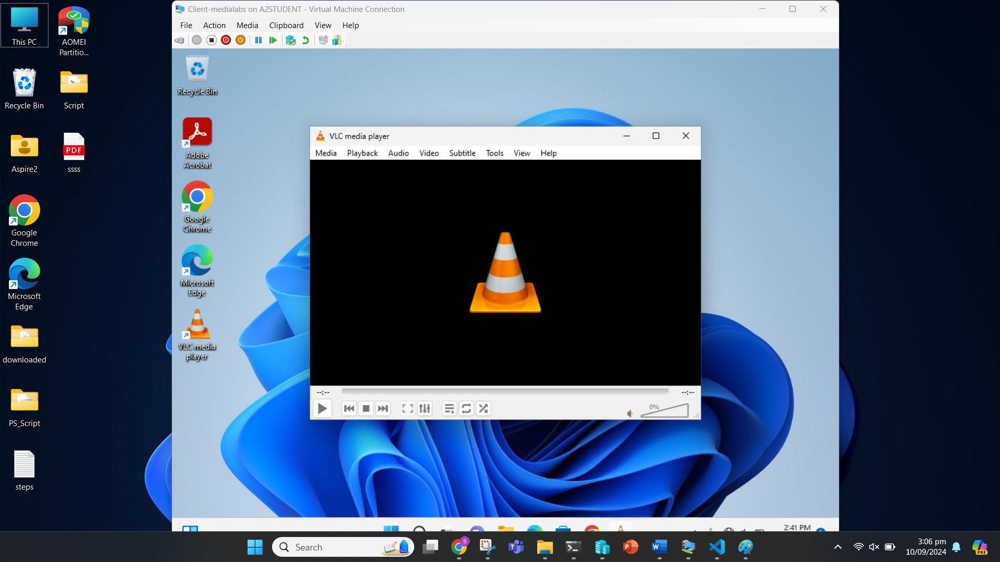 This PC
AOMEI
Partitio...
Recycle Bin
Script
Aspire2
PDF
ssss
Google
Chrome
Microsoft
Edge
downloaded
PS_Script
steps
Client-medialabs on A2STUDENT - Virtual Machine Connection
File Action Media Clipboard View Help
Recycle Bin
Adobe
Acrobat
Google
Chrome
Microsoft
Edge
VLC media
player
VLC media player
Media Playback Audio Video Subtitle Tools View Help
--:-- --:--
0%
2:41 PM
Search
S
T
P
W
PRE
3:06 pm
10/09/2024